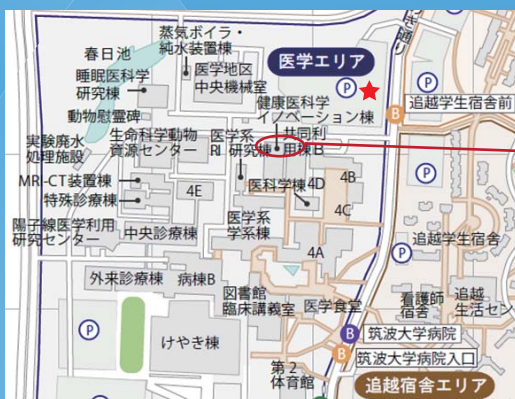 蒸気ボイラ・
純水装置棟
春日池
医学地区
中央機械室
医学エリア
睡眠医科学
研究棟
P
健康医科学
イノベーション棟
B
追越学生宿舎前
動物慰霊碑
生命科学動物
資源センター
医学系
RI 研究棟
共同利
用棟B
実験廃水
処理施設
P
MRI-CT装置棟
特殊診療棟
4E
医科学棟
4D
4B
4C
陽子線医学利用
研究センター
中央診療棟
医学系
学系棟
4A
P
追越学生宿舎
外来診療棟
病棟B
図書館
臨床講義室
医学食堂
看護師
宿舎
追越
生活セン
P
けやき棟
B
筑波大学病院
B
筑波大学病院入口
第2
体育館
追越宿舎エリア
P